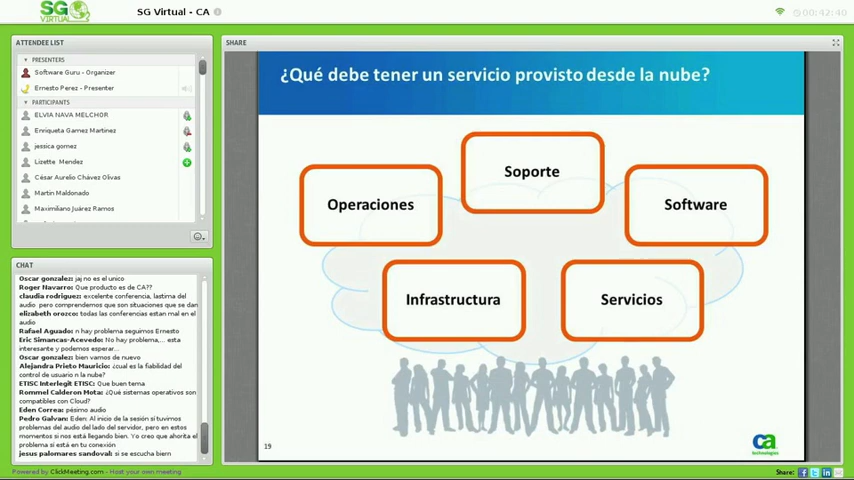 SG VIRTUAL
SG Virtual - CA
00:42:40
ATTENDEE LIST
PRESENTERS
Software Guru - Organizer
Ernesto Perez - Presenter
PARTICIPANTS
ELVIA NAVA MELCHOR
Enriqueta Gamez Martinez
jessica gomez
Lizette Mendez
César Aurelio Chávez Olivas
Martin Maldonado
Maximiliano Juárez Ramos
CHAT
Oscar gonzalez: jaj no es el unico
Roger Navarro: Que producto es de CA??
claudia rodriguez: excelente conferencia, lastima del
audio pero comprendemos que son situaciones que se dan
elizabeth orozco: todas las conferencias estan mal en el
audio
Rafael Aguado: n hay problema seguimos Ernesto
Eric Simancas-Acevedo: No hay problema,... esta
interesante y podemos esperar...
Oscar gonzalez: bien vamos de nuevo
Alejandra Prieto Mauricio: ¿cual es la fiablidad del
control de usuario n la nube?
ETISC Interlegit ETISC: Que buen tema
Rommel Calderon Mota: ¿Qué sistemas operativos son
compatibles con Cloud?
Eden Correa: pésimo audio
Pedro Galvan: Eden: Al inicio de la sesión sí tuvimos
problemas del audio del lado del servidor, pero en estos
momentos si nos está llegando bien. Yo creo que ahorita el
problema sí está en tu conexión
jesus palomares sandoval: si se escucha bien
SHARE
¿Qué debe tener un servicio provisto desde la nube?
Soporte
Operaciones
Software
Infrastructura
Servicios
19
ca
technologies
Powered by ClickMeeting.com - Host your own meeting
Share: